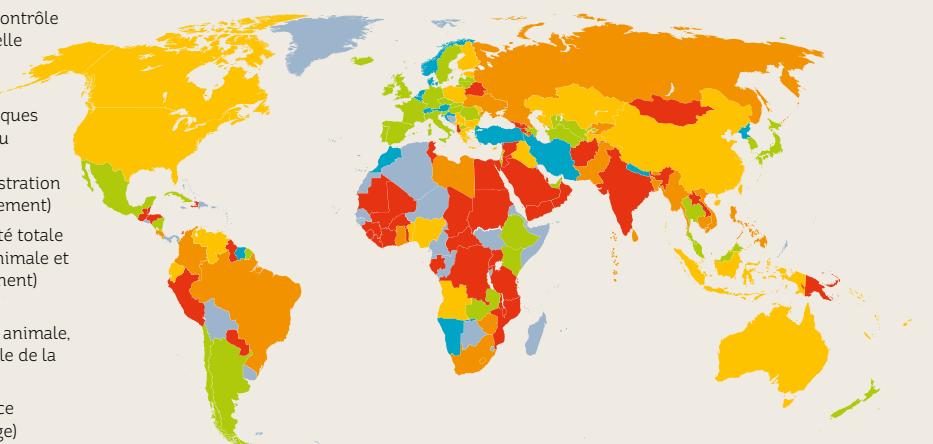 ontrôle
elle
ques
u
stration
ement)
té totale
nimale et
nent)
animale,
le de la
ce
ge)